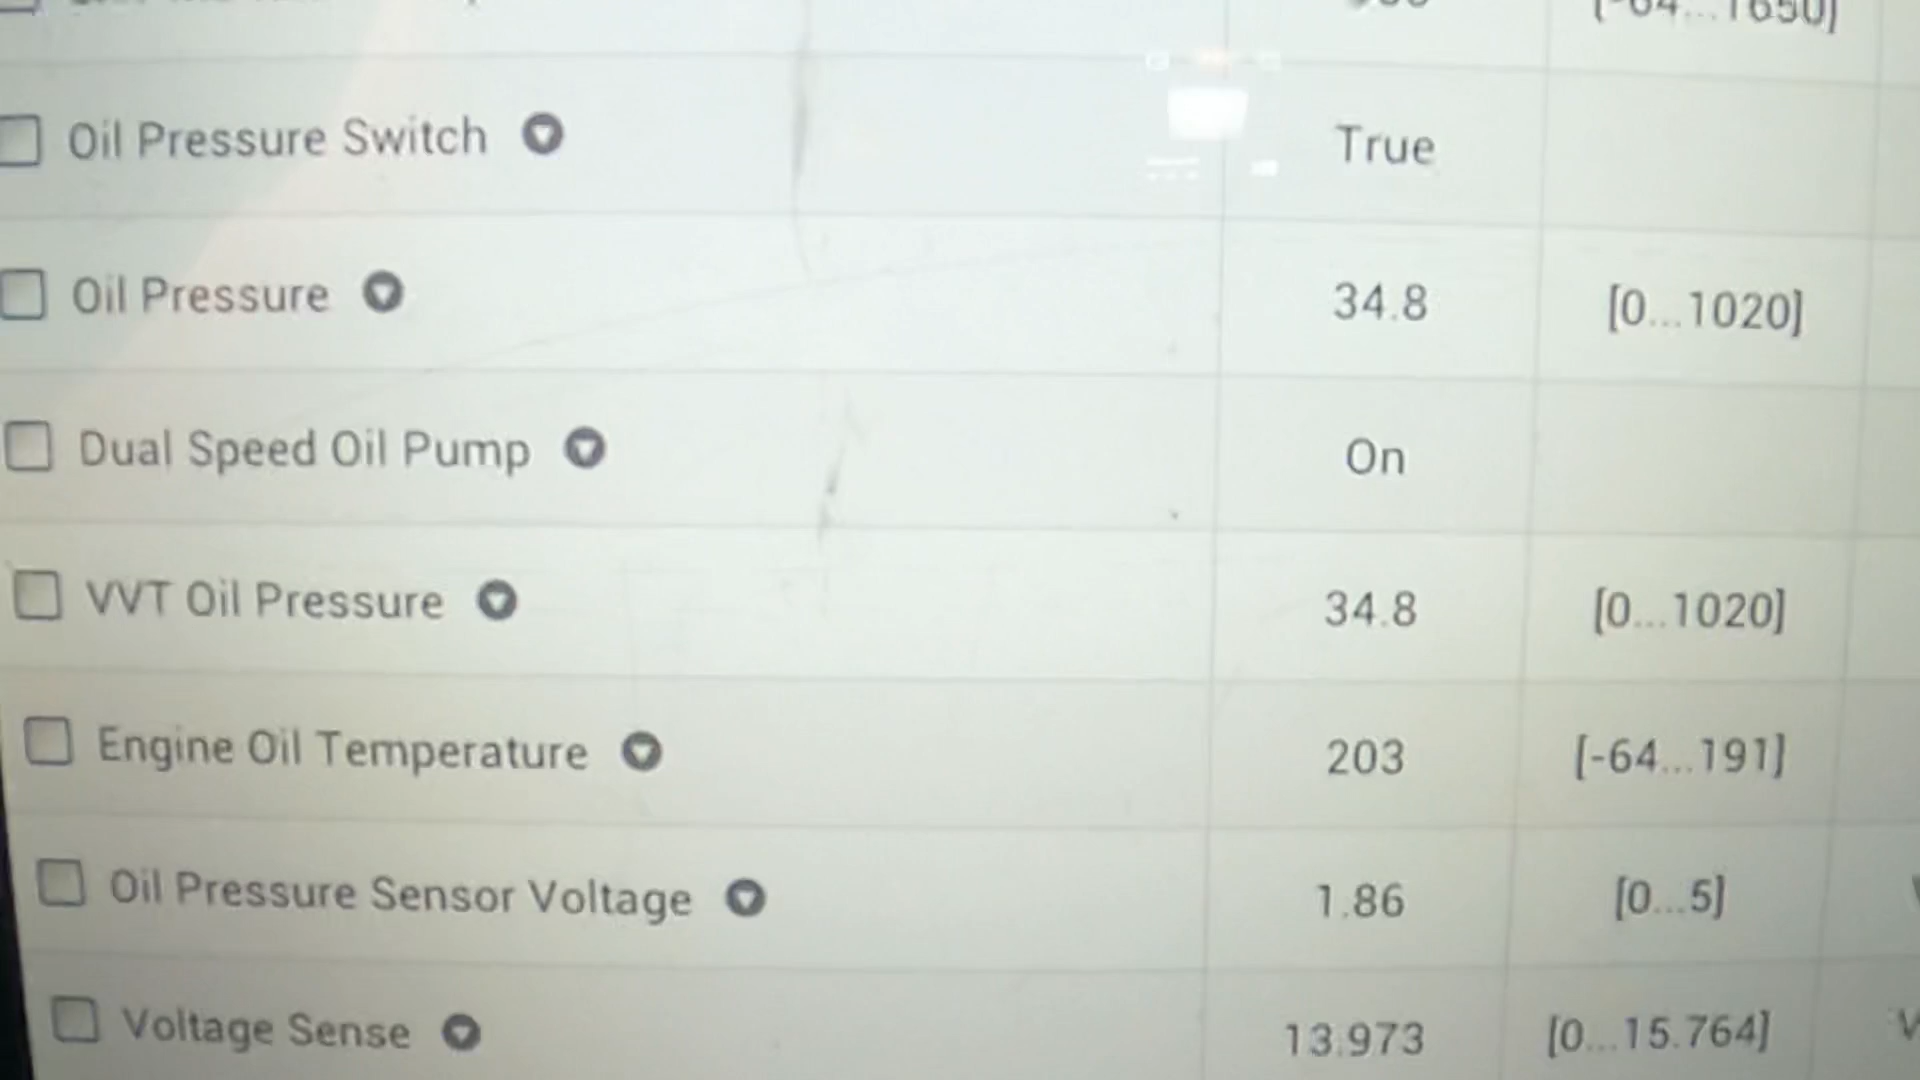 [-64...1650]
Oil Pressure Switch True
Oil Pressure 34.8 [0...1020]
Dual Speed Oil Pump On
VVT Oil Pressure 34.8 [0...1020]
Engine Oil Temperature 203 [-64...191]
Oil Pressure Sensor Voltage 1.86 [0...5]
Voltage Sense 13.973 [0...15.764]